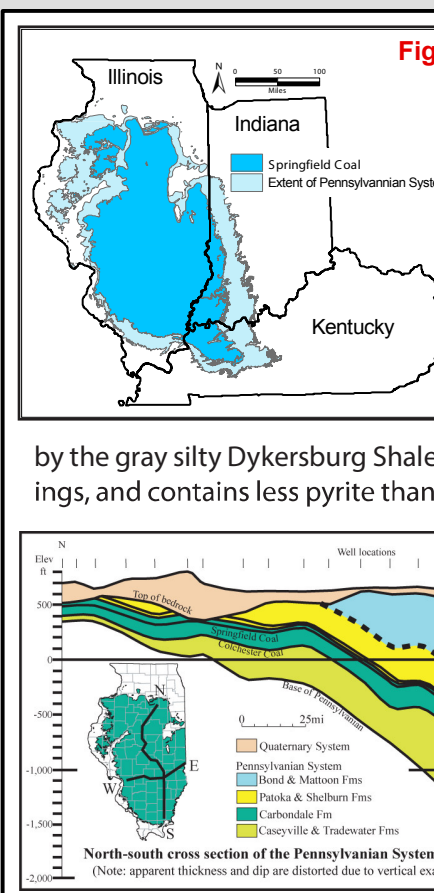 Fig
Illinois
N
0 50 100
Miles
Indiana
Springfield Coal
Extent of Pennsylvannian Syste
Kentucky
by the gray silty Dykersburg Shale
ings, and contains less pyrite than
N
Elev
ft
Well locations
500
Top of bedrock
Springfield Coal
Colchester Coal
0
Base of Pennsylvanian
-500
N
0 25mi
Quaternary System
Pennsylvanian System
Bond & Mattoon Fms
Patoka & Shelburn Fms
Carbondale Fm
Caseyville & Tradewater Fms
E
-1,000
W
-1,500
S
North-south cross section of the Pennsylvanian System
(Note: apparent thickness and dip are distorted due to vertical exa
-2,000